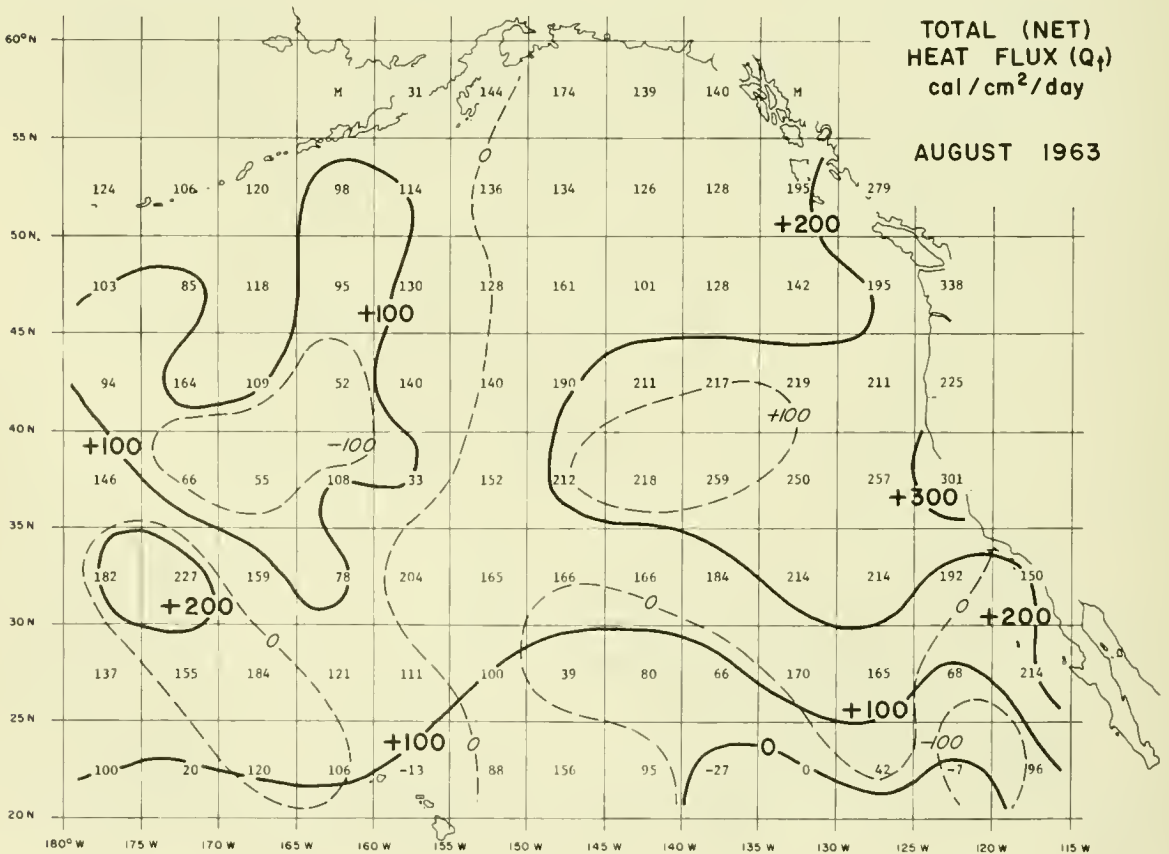 TOTAL (NET)
HEAT FLUX (Qt)
cal/cm²/day
AUGUST 1963
60°N
M 31 144 174 139 140 M
55 N
0
124 106 120 98 114 136 134 126 128 195 279
+200
50 N
103 85 118 95 130 128 161 101 128 142 195 338
+100
45 N
94 164 109 52 140 140 190 211 217 219 211 225
+100
40 N
+100 -100
146 66 55 108 33 152 212 218 259 250 257 301
+300
35 N
182 227 159 78 204 165 166 166 184 214 214 192 150
+200 0 0 +200
30 N
0
137 155 184 121 111 100 39 80 66 170 165 68 214
+100
25 N
+100 0 0 -100
100 20 120 106 -13 88 156 95 -27 0 42 -7 96
20 N
180° W 175 W 170 W 165 W 160 W 155 W 150 W 145 W 140 W 135 W 130 W 125 W 120 W 115 W